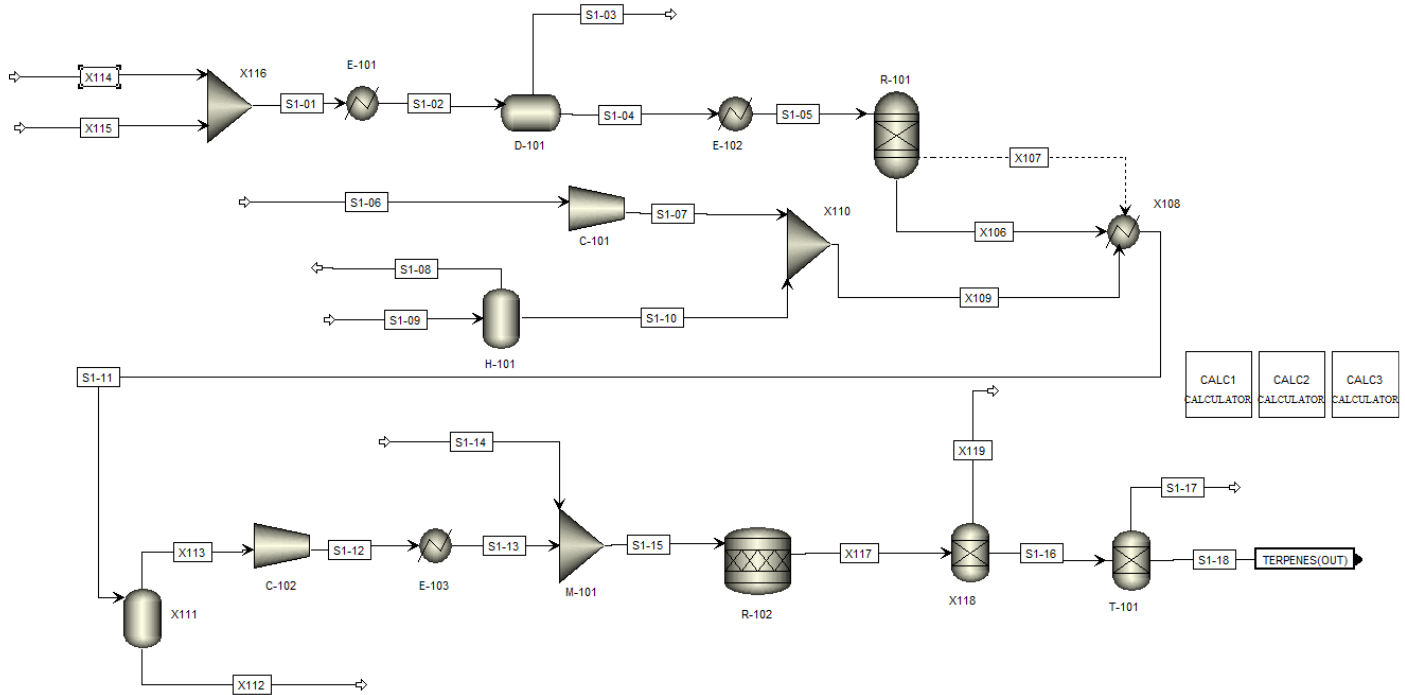 S1-03
X114
X116
E-101
R-101
S1-01
S1-02
S1-04
S1-05
X115
D-101
E-102
X107
S1-06
S1-07
X110
X108
C-101
X106
S1-08
X109
S1-09
S1-10
H-101
S1-11
CALC1
CALCULATOR
CALC2
CALCULATOR
CALC3
CALCULATOR
S1-14
X119
S1-17
X113
S1-12
S1-13
S1-15
X117
S1-16
S1-18
TERPENES(OUT)
C-102
E-103
M-101
R-102
X118
T-101
X111
X112